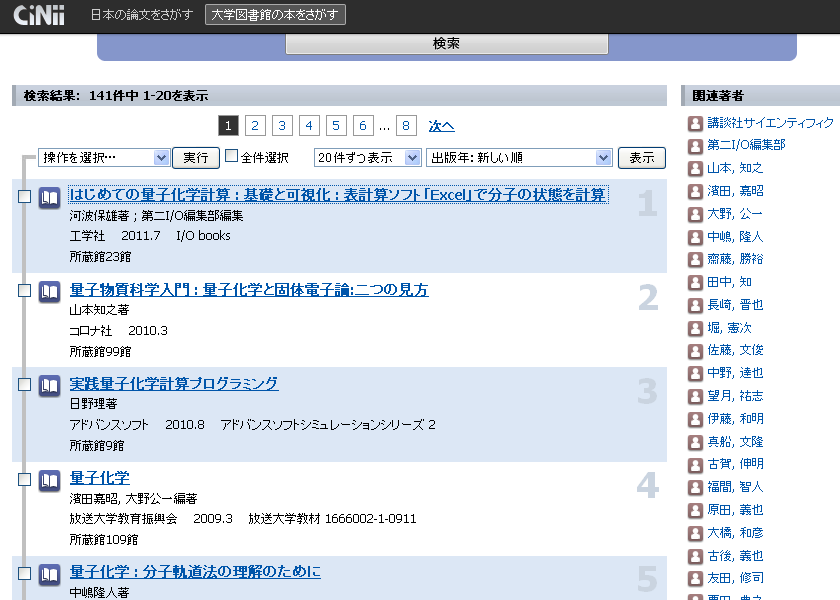 CiNii 日本の論文をさがす 大学図書館の本をさがす
検索
検索結果: 141件中 1-20を表示
1 2 3 4 5 6 ... 8 次へ
操作を選択… 実行 全件選択 20件ずつ表示 出版年: 新しい順 表示
はじめての量子化学計算 : 基礎と可視化 : 表計算ソフト「Excel」で分子の状態を計算 1
河波保雄著 ; 第二I/O編集部編集
工学社 2011.7 I/O books
所蔵館23館
量子物質科学入門 : 量子化学と固体電子論:二つの見方 2
山本知之著
コロナ社 2010.3
所蔵館99館
実践量子化学計算プログラミング 3
日野理著
アドバンスソフト 2010.8 アドバンスソフトシミュレーションシリーズ 2
所蔵館9館
量子化学 4
濱田嘉昭, 大野公一編著
放送大学教育振興会 2009.3 放送大学教材 1666002-1-0911
所蔵館109館
量子化学 : 分子軌道法の理解のために 5
中嶋隆人著
関連著者
講談社サイエンティフィク
第二I/O編集部
山本, 知之
濱田, 嘉昭
大野, 公一
中嶋, 隆人
齋藤, 勝裕
田中, 知
長﨑, 晋也
堀, 憲次
佐藤, 文俊
中野, 達也
望月, 祐志
伊藤, 和明
真船, 文隆
古賀, 伸明
福間, 智人
原田, 義也
大橋, 和彦
古後, 義也
友田, 修司